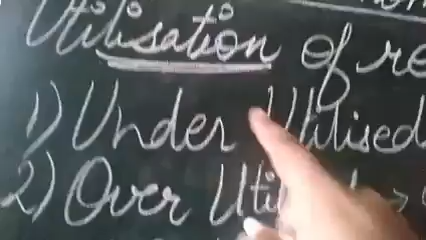 Utilisation of re
1) Under Utilised
2) Over Uti